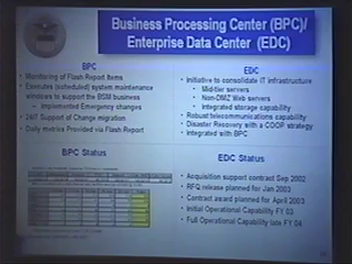 Business Processing Center (BPC)/
Enterprise Data Center (EDC)
BPC
• Monitoring of Flash Report Items
• Executes (scheduled) system maintenance
windows to support the BSM business
– Implemented Emergency changes
• 24/7 Support of Change migration
• Daily metrics Provided via Flash Report
EDC
• Initiative to consolidate IT infrastructure
• Mid-tier servers
• Non-DMZ Web servers
• Integrated storage capability
• Robust telecommunications capability
• Disaster Recovery with a COOP strategy
• Integrated with BPC
BPC Status
EDC Status
• Acquisition support contract Sep 2002
• RFQ release planned for Jan 2003
• Contract award planned for April 2003
• Initial Operational Capability FY 03
• Full Operational Capability late FY 04